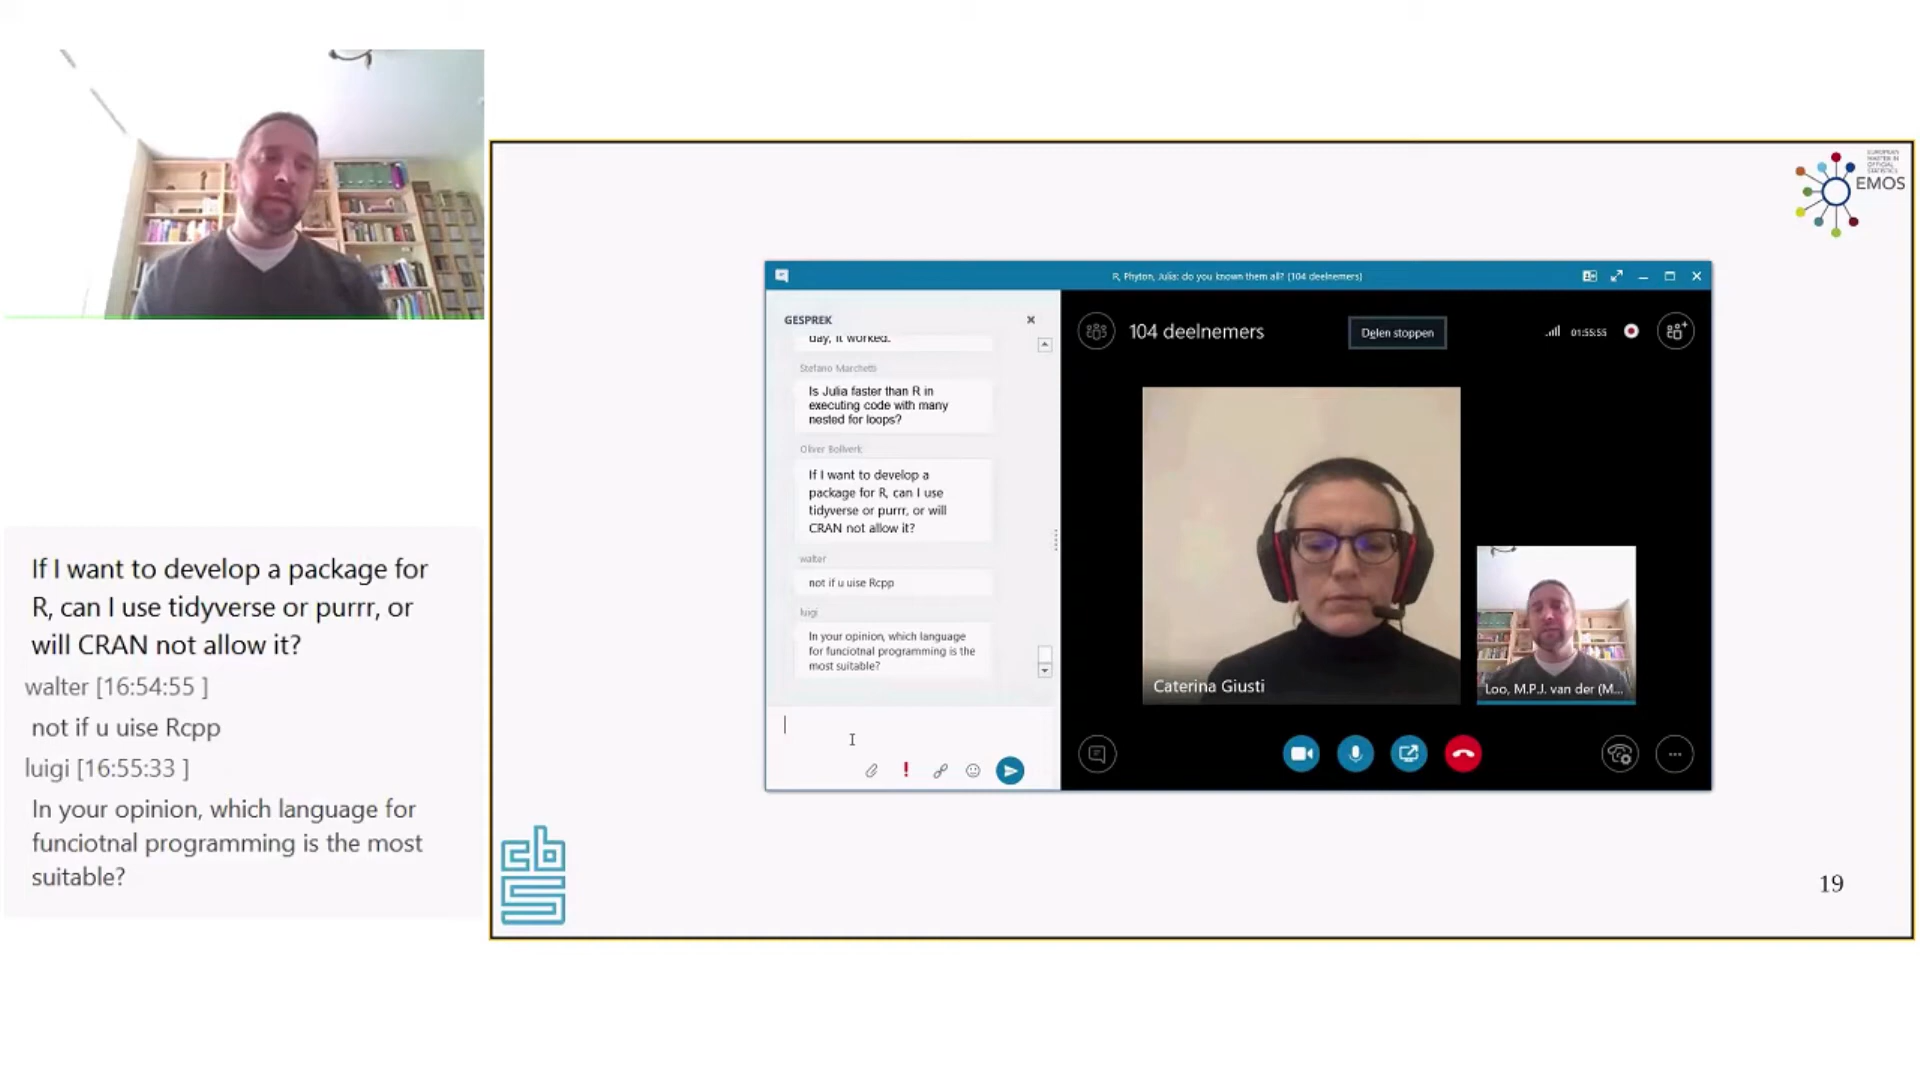 EUROPEAN
MASTER IN
OFFICIAL
STATISTICS
EMOS
R, Phyton, Julia: do you known them all? (104 deelnemers)
GESPREK
day, it worked.
Stefano Marchetti
Is Julia faster than R in
executing code with many
nested for loops?
Oliver Bollverk
If I want to develop a
package for R, can I use
tidyverse or purrr, or will
CRAN not allow it?
walter
not if u uise Rcpp
luigi
In your opinion, which language
for funciotnal programming is the
most suitable?
104 deelnemers
Delen stoppen
01:55:55
Caterina Giusti
Loo, M.P.J. van der (M...
If I want to develop a package for
R, can I use tidyverse or purrr, or
will CRAN not allow it?
walter [16:54:55 ]
not if u uise Rcpp
luigi [16:55:33 ]
In your opinion, which language for
funciotnal programming is the most
suitable?
cbs
19